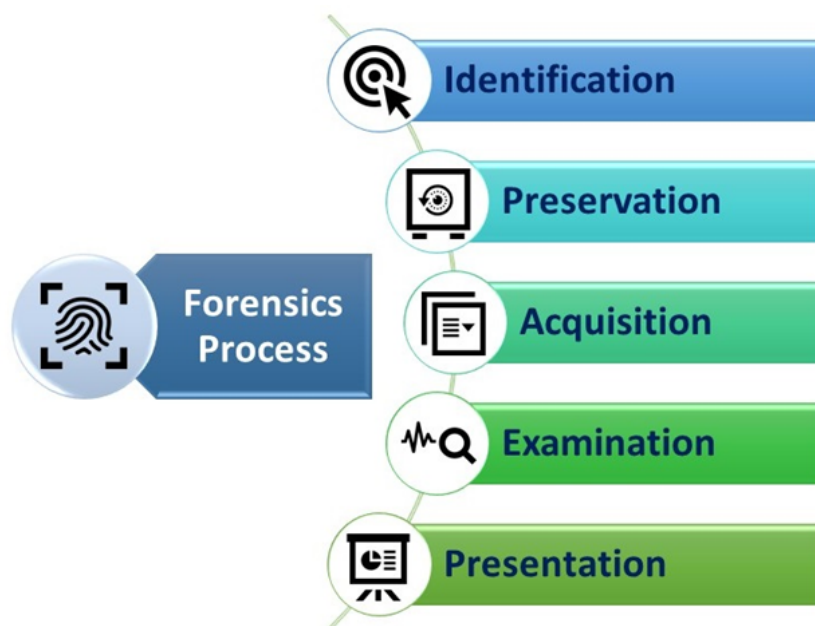 Forensics
Process
Identification
Preservation
Acquisition
Examination
Presentation